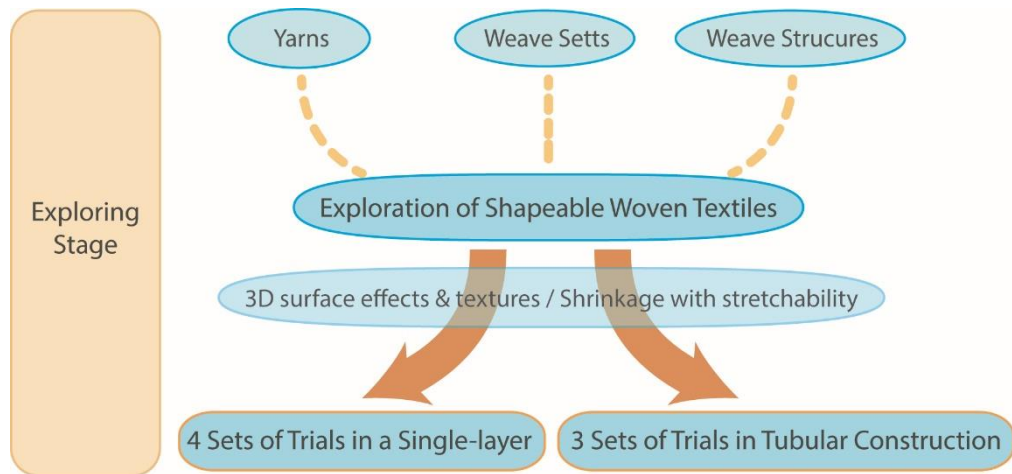 Yarns
Weave Setts
Weave Strucures
Exploring
Stage
Exploration of Shapeable Woven Textiles
3D surface effects & textures / Shrinkage with stretchability
4 Sets of Trials in a Single-layer
3 Sets of Trials in Tubular Construction